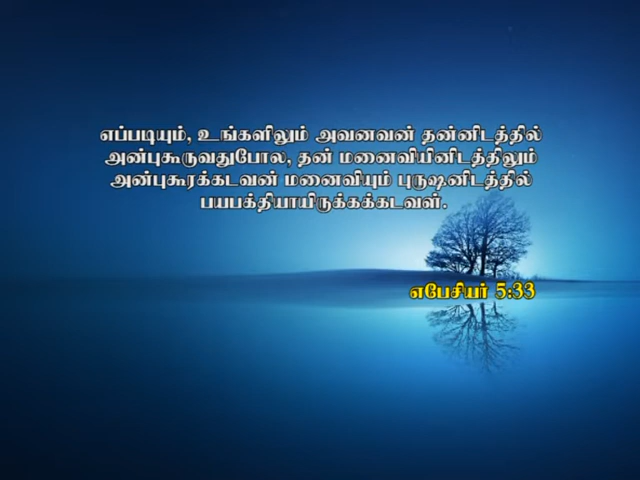 எப்படியும், உங்களிலும் அவனவன் தன்னிடத்தில்
அன்புகூருவதுபோல, தன் மனைவியினிடத்திலும்
அன்புகூரக்கடவன் மனைவியும் புருஷனிடத்தில்
பயபக்தியாயிருக்கக்கடவள்.
எபேசியர் 5:33